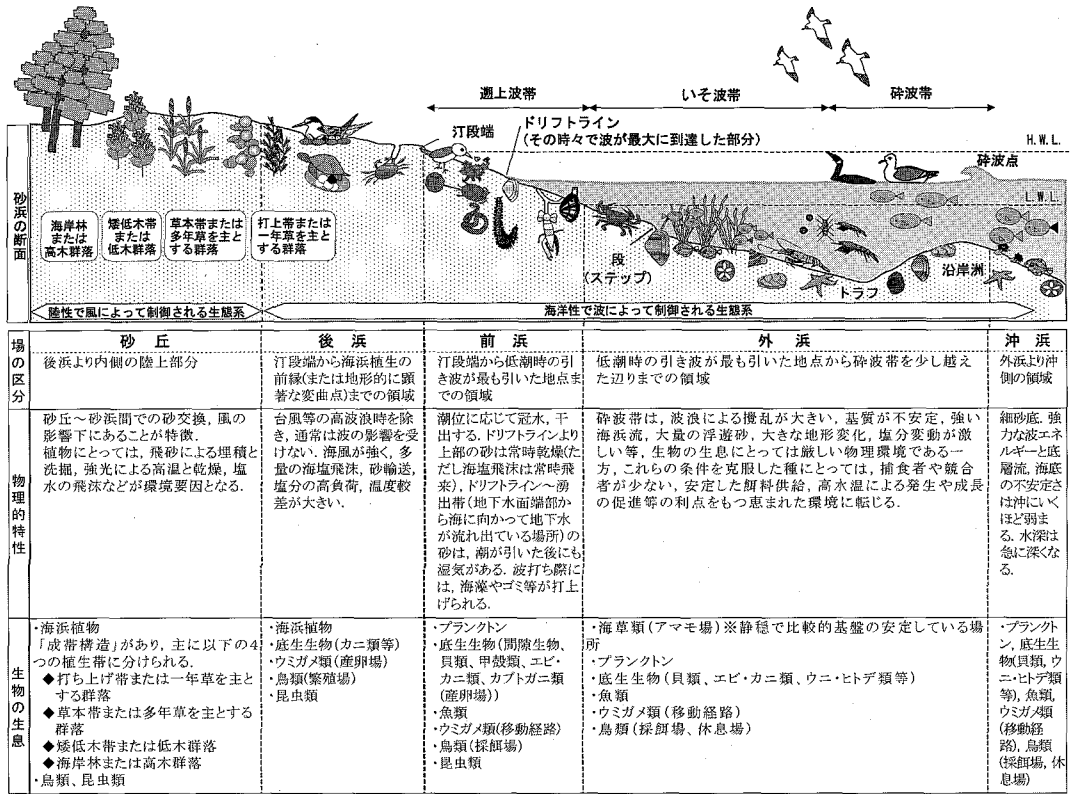 遡上波帯
いそ波帯
砕波帯
汀段端
ドリフトライン
(その時々で波が最大に到達した部分)
H.W.L.
砕波点
L.W.L.
砂浜の断面
海岸林
または
高木群落
矮低木帯
または
低木群落
草本帯または
多年草を主と
する群落
打上帯または
一年草を主と
する群落
段
(ステップ)
トラフ
沿岸洲
陸性で風によって制御される生態系
海洋性で波によって制御される生態系
場の区分
砂丘
後浜
前浜
外浜
沖浜
後浜より内側の陸上部分
汀段端から海浜植生の
前縁(または地形的に顕
著な変曲点)までの領域
汀段端から低潮時の引
き波が最も引いた地点ま
での領域
低潮時の引き波が最も引いた地点から砕波帯を少し越え
た辺りまでの領域
外浜より沖
側の領域
物理的特性
砂丘~砂浜間での砂交換, 風の
影響下にあることが特徴.
植物にとっては, 飛砂による埋積と
洗掘, 強光による高温と乾燥, 塩
水の飛沫などが環境要因となる.
台風等の高波浪時を除
き, 通常は波の影響を受
けない. 海風が強く, 多
量の海塩飛沫, 砂輸送,
塩分の高負荷, 温度較
差が大きい.
潮位に応じて冠水, 干
出する. ドリフトラインより
上部の砂は常時乾燥(た
だし海塩飛沫は常時飛
来), ドリフトライン~湧
出帯(地下水面端部か
ら海に向かって地下水
が流れ出ている場所)の
砂は, 潮が引いた後にも
湿気がある. 波打ち際に
は, 海藻やゴミ等が打上
げられる.
砕波帯は, 波浪による攪乱が大きい, 基質が不安定, 強い
海浜流, 大量の浮遊砂, 大きな地形変化, 塩分変動が激
しい等, 生物の生息にとっては厳しい物理環境である一
方, これらの条件を克服した種にとっては, 捕食者や競合
者が少ない, 安定した餌料供給, 高水温による発生や成長
の促進等の利点をもつ恵まれた環境に転じる.
細砂底. 強
力な波エネ
ルギーと底
層流, 海底
の不安定さ
は沖にいく
ほど弱ま
る. 水深は
急に深くな
る.
生物の生息
・海浜植物
「成帯構造」があり、主に以下の4
つの植生帯に分けられる.
◆打ち上げ帯または一年草を主と
する群落
◆草本帯または多年草を主とする
群落
◆矮低木帯または低木群落
◆海岸林または高木群落
・鳥類、昆虫類
・海浜植物
・底生生物(カニ類等)
・ウミガメ類(産卵場)
・鳥類(繁殖場)
・昆虫類
・プランクトン
・底生生物(間隙生物、
貝類、甲殻類、エビ・
カニ類、カブトガニ類
(産卵場))
・魚類
・ウミガメ類(移動経路)
・鳥類(採餌場)
・昆虫類
・海草類(アマモ場)※静穏で比較的基盤の安定している場
所
・プランクトン
・底生生物(貝類、エビ・カニ類、ウニ・ヒトデ類等)
・魚類
・ウミガメ類(移動経路)
・鳥類(採餌場、休息場)
・プランクト
ン, 底生生
物(貝類, ウ
ニ・ヒトデ類
等), 魚類,
ウミガメ類
(移動経
路), 鳥類
(採餌場, 休
息場)